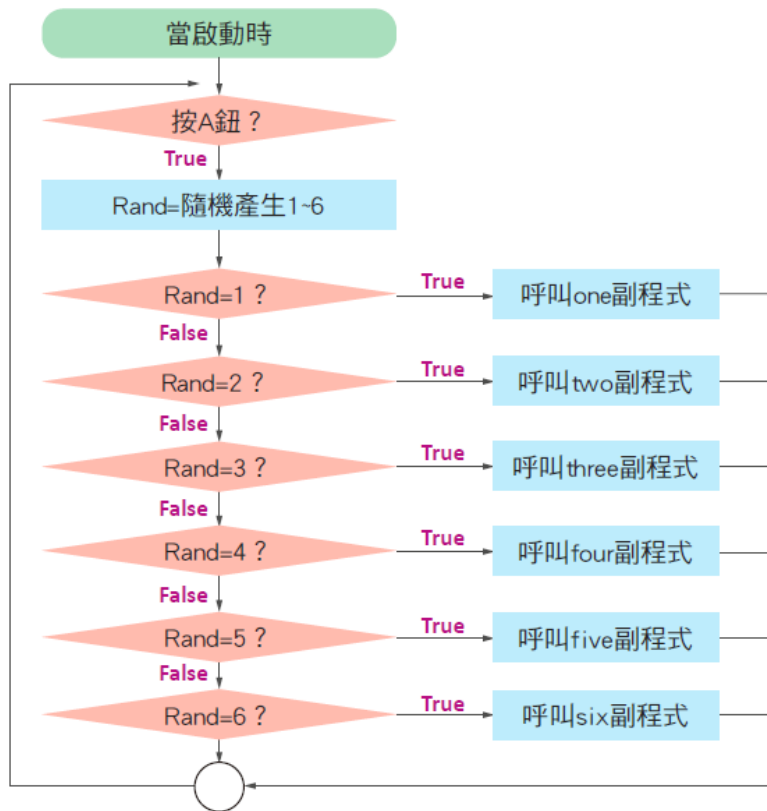 當啟動時
按A鈕？
True
Rand=隨機產生1~6
Rand=1？
True
呼叫one副程式
False
Rand=2？
True
呼叫two副程式
False
Rand=3？
True
呼叫three副程式
False
Rand=4？
True
呼叫four副程式
False
Rand=5？
True
呼叫five副程式
False
Rand=6？
True
呼叫six副程式